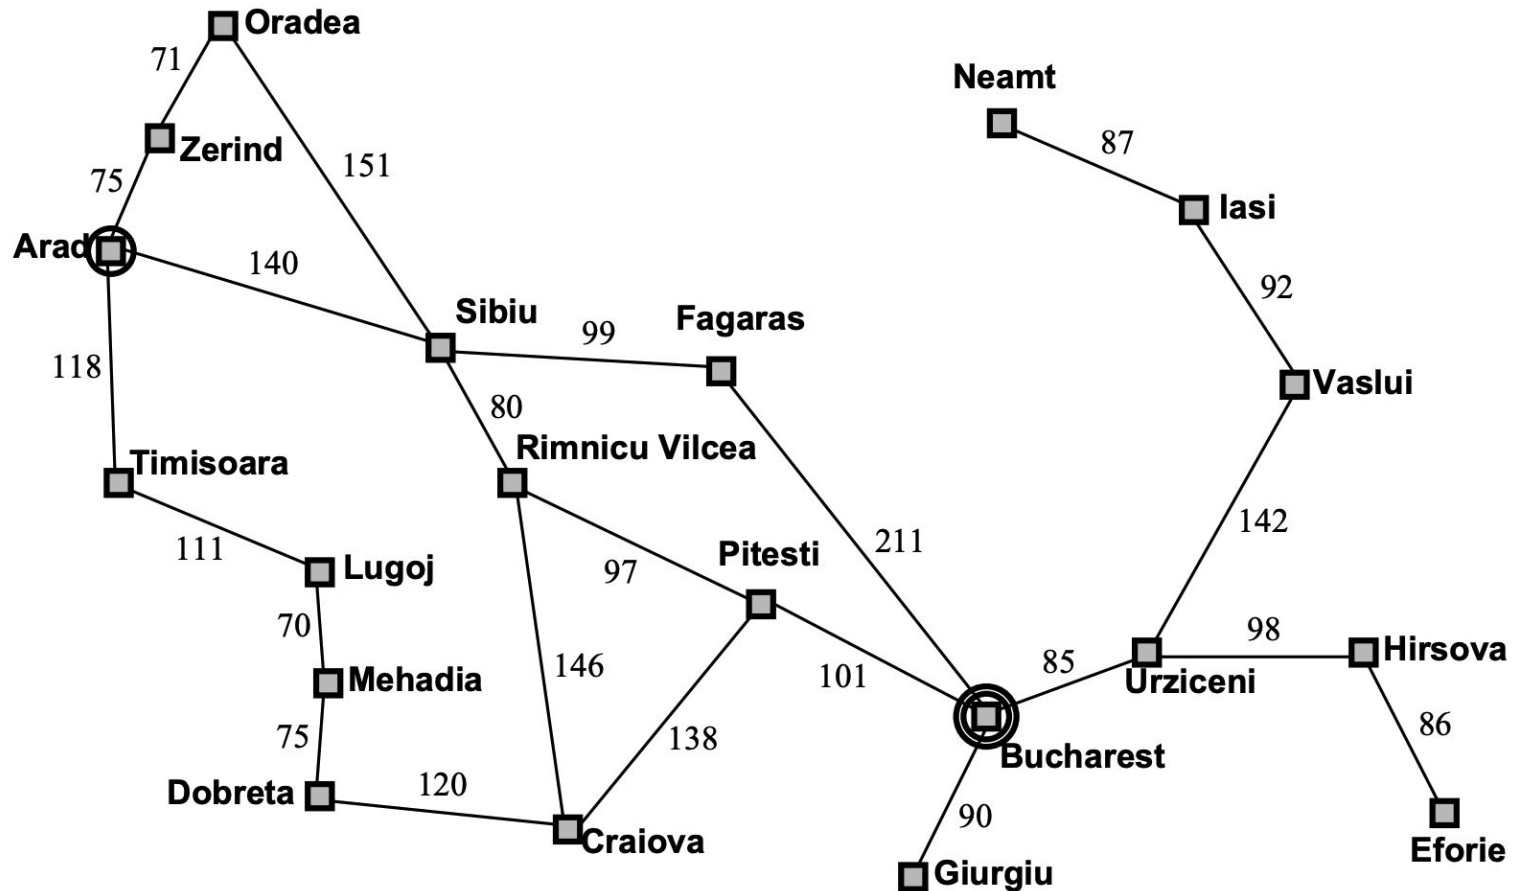 Oradea
71
Neamt
87
Zerind
151
75
Iasi
Arad
140
92
Sibiu
Fagaras
99
118
Vaslui
80
Rimnicu Vilcea
Timisoara
142
211
111
Pitesti
Lugoj
97
70
98
Hirsova
85
146
101
Mehadia
Urziceni
86
138
75
Bucharest
120
Dobreta
90
Craiova
Eforie
Giurgiu